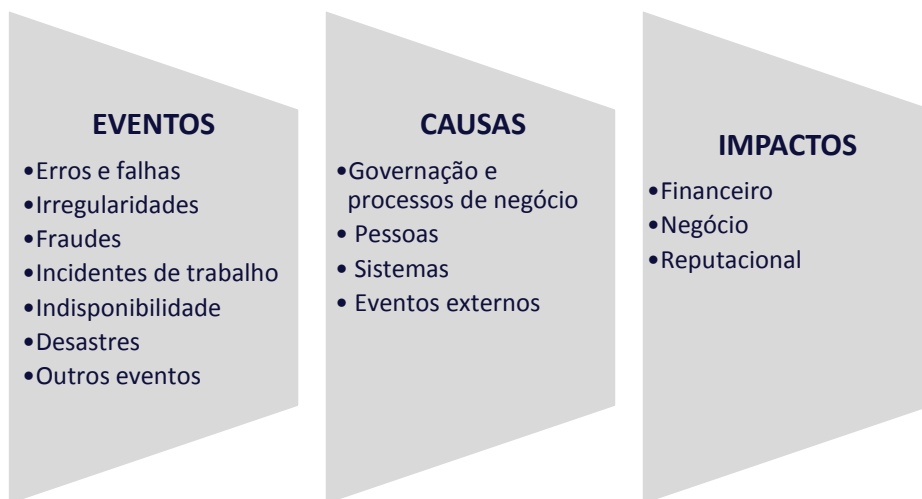 EVENTOS
•Erros e falhas
•Irregularidades
•Fraudes
•Incidentes de trabalho
•Indisponibilidade
•Desastres
•Outros eventos
CAUSAS
•Governação e
processos de negócio
• Pessoas
• Sistemas
• Eventos externos
IMPACTOS
•Financeiro
•Negócio
•Reputacional